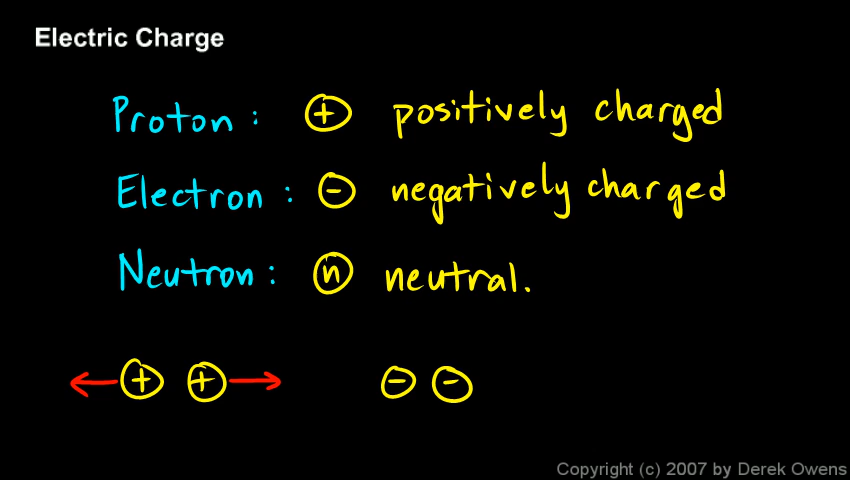 Electric Charge
Proton: + positively charged
Electron: - negatively charged
Neutron: n neutral.
+ + - -
Copyright (c) 2007 by Derek Owens